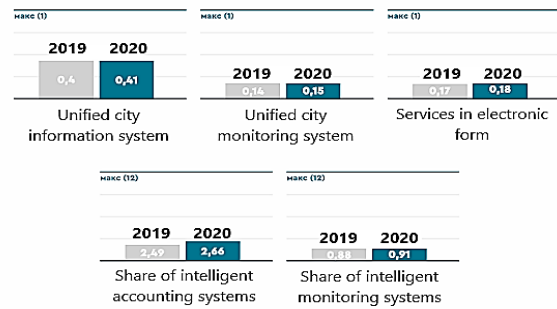 макс (1)
2019 2020
0,4 0,41
Unified city
information system
макс (1)
2019 2020
0,14 0,15
Unified city
monitoring system
макс (1)
2019 2020
0,17 0,18
Services in electronic
form
макс (12)
2019 2020
2,49 2,66
Share of intelligent
accounting systems
макс (12)
2019 2020
0,88 0,91
Share of intelligent
monitoring systems